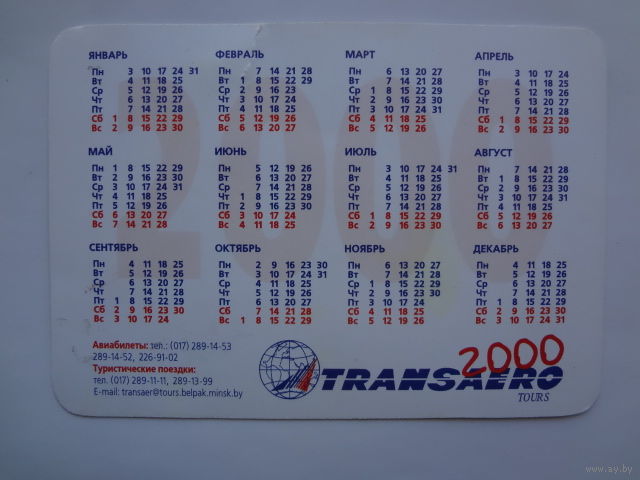 ЯНВАРЬ ФЕВРАЛЬ МАРТ АПРЕЛЬ
Пн 3 10 17 24 31 Пн 7 14 21 28 Пн 6 13 20 27 Пн 3 10 17 24
Вт 4 11 18 25 Вт 1 8 15 22 29 Вт 7 14 21 28 Вт 4 11 18 25
Ср 5 12 19 26 Ср 2 9 16 23 Ср 1 8 15 22 29 Ср 5 12 19 26
Чт 6 13 20 27 Чт 3 10 17 24 Чт 2 9 16 23 30 Чт 6 13 20 27
Пт 7 14 21 28 Пт 4 11 18 25 Пт 3 10 17 24 31 Пт 7 14 21 28
Сб 1 8 15 22 29 Сб 5 12 19 26 Сб 4 11 18 25 Сб 1 8 15 22 29
Вс 2 9 16 23 30 Вс 6 13 20 27 Вс 5 12 19 26 Вс 2 9 16 23 30
МАЙ ИЮНЬ ИЮЛЬ АВГУСТ
Пн 1 8 15 22 29 Пн 5 12 19 26 Пн 3 10 17 24 31 Пн 7 14 21 28
Вт 2 9 16 23 30 Вт 6 13 20 27 Вт 4 11 18 25 Вт 1 8 15 22 29
Ср 3 10 17 24 31 Ср 7 14 21 28 Ср 5 12 19 26 Ср 2 9 16 23 30
Чт 4 11 18 25 Чт 1 8 15 22 29 Чт 6 13 20 27 Чт 3 10 17 24 31
Пт 5 12 19 26 Пт 2 9 16 23 30 Пт 7 14 21 28 Пт 4 11 18 25
Сб 6 13 20 27 Сб 3 10 17 24 Сб 1 8 15 22 29 Сб 5 12 19 26
Вс 7 14 21 28 Вс 4 11 18 25 Вс 2 9 16 23 30 Вс 6 13 20 27
СЕНТЯБРЬ ОКТЯБРЬ НОЯБРЬ ДЕКАБРЬ
Пн 4 11 18 25 Пн 2 9 16 23 30 Пн 6 13 20 27 Пн 4 11 18 25
Вт 5 12 19 26 Вт 3 10 17 24 31 Вт 7 14 21 28 Вт 5 12 19 26
Ср 6 13 20 27 Ср 4 11 18 25 Ср 1 8 15 22 29 Ср 6 13 20 27
Чт 7 14 21 28 Чт 5 12 19 26 Чт 2 9 16 23 30 Чт 7 14 21 28
Пт 1 8 15 22 29 Пт 6 13 20 27 Пт 3 10 17 24 Пт 1 8 15 22 29
Сб 2 9 16 23 30 Сб 7 14 21 28 Сб 4 11 18 25 Сб 2 9 16 23 30
Вс 3 10 17 24 Вс 1 8 15 22 29 Вс 5 12 19 26 Вс 3 10 17 24 31
Авиабилеты: тел.: (017) 289-14-53
289-14-52, 226-91-02
Туристические поездки:
тел. (017) 289-11-11, 289-13-99
E-mail: transaer@tours.belpak.minsk.by
2000
TRANSAERO
TOURS
2000
www.ay.by